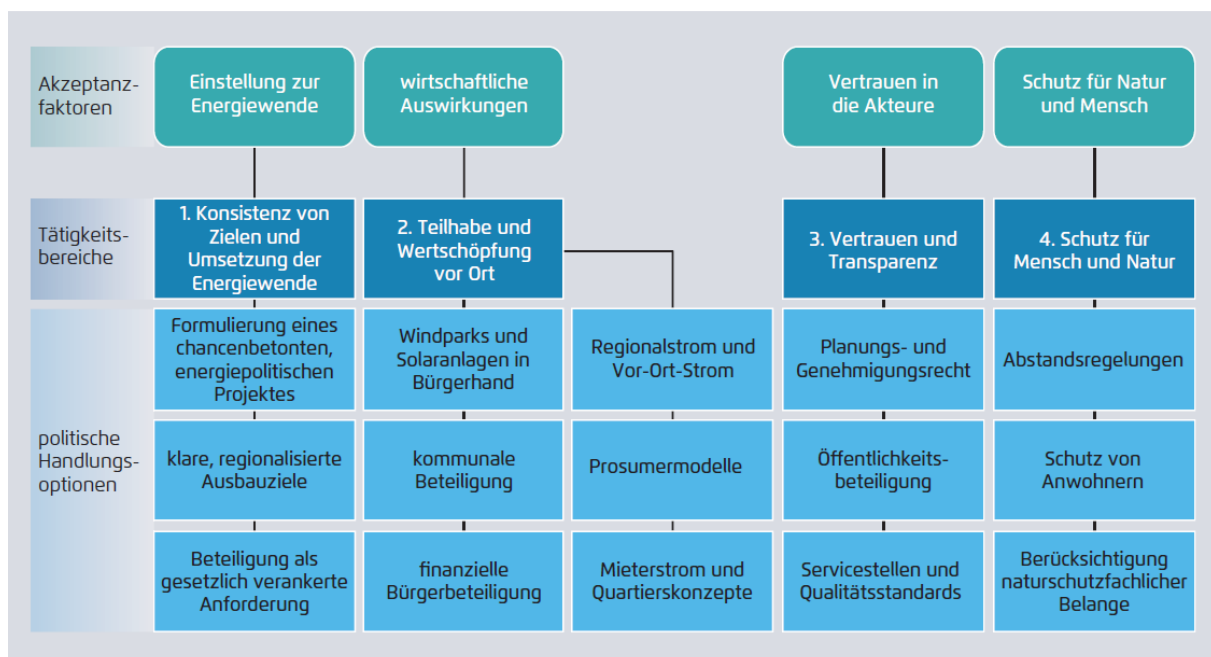 Akzeptanz-
faktoren
Einstellung zur
Energiewende
wirtschaftliche
Auswirkungen
Vertrauen in
die Akteure
Schutz für Natur
und Mensch
Tätigkeits-
bereiche
1. Konsistenz von
Zielen und
Umsetzung der
Energiewende
2. Teilhabe und
Wertschöpfung
vor Ort
3. Vertrauen und
Transparenz
4. Schutz für
Mensch und Natur
politische
Handlungs-
optionen
Formulierung eines
chancenbetonten,
energiepolitischen
Projektes
Windparks und
Solaranlagen in
Bürgerhand
Regionalstrom und
Vor-Ort-Strom
Planungs- und
Genehmigungsrecht
Abstandsregelungen
klare, regionalisierte
Ausbauziele
kommunale
Beteiligung
Prosumermodelle
Öffentlichkeits-
beteiligung
Schutz von
Anwohnern
Beteiligung als
gesetzlich verankerte
Anforderung
finanzielle
Bürgerbeteiligung
Mieterstrom und
Quartierskonzepte
Servicestellen und
Qualitätsstandards
Berücksichtigung
naturschutzfachlicher
Belange